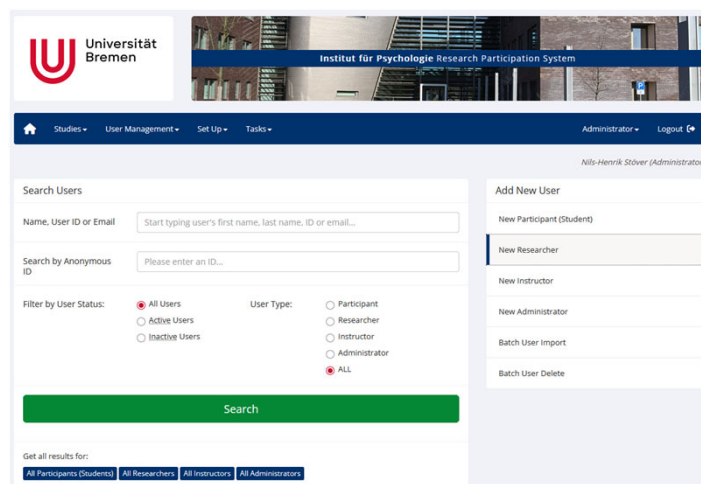 Universität
Bremen
Institut für Psychologie Research Participation System
Studies User Management Set Up Tasks Administrator Logout
Nils-Henrik Stöver (Administrator
Search Users
Name, User ID or Email
Start typing user's first name, last name, ID or email...
Search by Anonymous
ID
Please enter an ID...
Filter by User Status:
All Users
Active Users
Inactive Users
User Type:
Participant
Researcher
Instructor
Administrator
ALL
Search
Get all results for:
All Participants (Students) All Researchers All Instructors All Administrators
Add New User
New Participant (Student)
New Researcher
New Instructor
New Administrator
Batch User Import
Batch User Delete